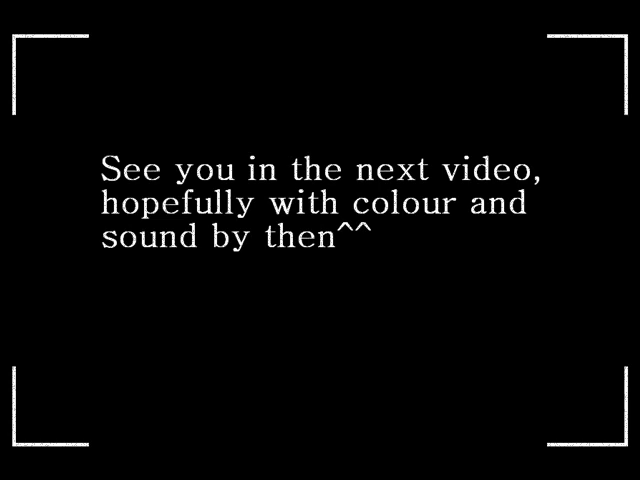 See you in the next video,
hopefully with colour and
sound by then^^